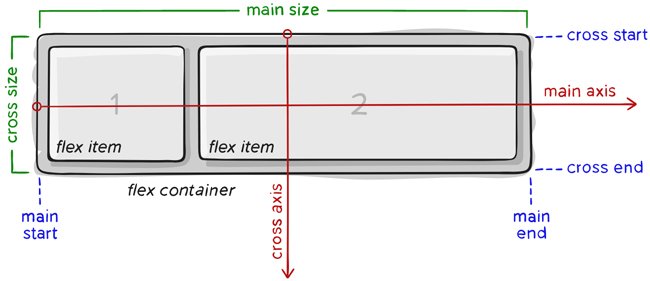 main size
cross start
cross size
1
2
main axis
flex item
flex item
cross end
flex container
cross axis
main
start
main
end